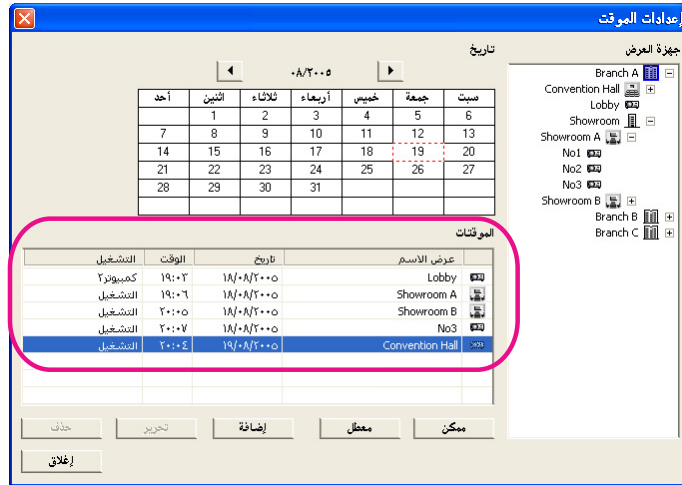 إعدادات الموقت
جهزة العرض
Branch A
Convention Hall
Lobby
Showroom
Showroom A
No1
No2
No3
Showroom B
Branch B
Branch C
تاريخ
٠٨/٢٠٠٥
سبت جمعة خميس أربعاء ثلاثاء اثنين أحد
6 5 4 3 2 1
13 12 11 10 9 8 7
20 19 18 17 16 15 14
27 26 25 24 23 22 21
31 30 29 28
الموقتات
عرض الاسم تاريخ الوقت التشغيل
Lobby ١٨/٠٨/٢٠٠٥ ١٩:٠٣ كمبيوتر٢
Showroom A ١٨/٠٨/٢٠٠٥ ١٩:٠٦ التشغيل
Showroom B ١٨/٠٨/٢٠٠٥ ٢٠:٠٥ التشغيل
No3 ١٨/٠٨/٢٠٠٥ ٢٠:٠٧ التشغيل
Convention Hall ١٩/٠٨/٢٠٠٥ ٢٠:٠٤ التشغيل
ممكن معطل إضافة تحرير حذف
إغلاق